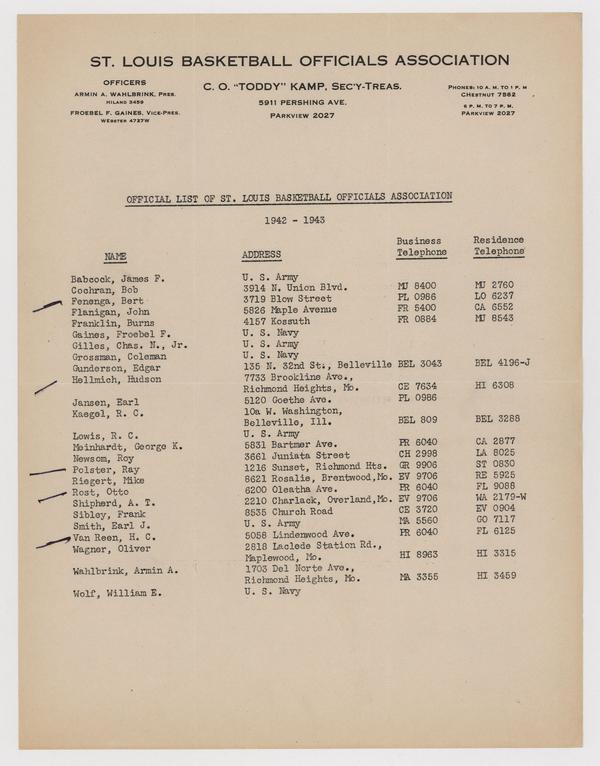 ST. LOUIS BASKETBALL OFFICIALS ASSOCIATION
OFFICERS
ARMIN A. WAHLBRINK, PRES.
HILAND 3459
FROEBEL F. GAINES, VICE-PRES.
WEBSTER 4727W
C. O. "TODDY" KAMP, SEC'Y-TREAS.
5911 PERSHING AVE.
PARKVIEW 2027
PHONES: 10 A. M. TO 1 P. M
CHESTNUT 7882
6 P. M. TO 7 P. M.
PARKVIEW 2027
OFFICIAL LIST OF ST. LOUIS BASKETBALL OFFICIALS ASSOCIATION
1942 - 1943
NAME ADDRESS Business Telephone Residence Telephone
Babcock, James F. U. S. Army
Cochran, Bob 3914 N. Union Blvd. MU 8400 MU 2760
Fenenga, Bert 3719 Blow Street PL 0986 LO 6237
Flanigan, John 5826 Maple Avenue FR 5400 CA 6552
Franklin, Burns 4157 Kossuth FR 0884 MU 8543
Gaines, Froebel F. U. S. Navy
Gilles, Chas. N., Jr. U. S. Army
Grossman, Coleman U. S. Navy
Gunderson, Edgar 135 N. 32nd St., Belleville BEL 3043 BEL 4196-J
Hellmich, Hudson 7733 Brookline Ave.,
Richmond Heights, Mo. CE 7634 HI 6308
Jansen, Earl 5120 Goethe Ave. PL 0986
Kaegel, R. C. 10a W. Washington,
Belleville, Ill. BEL 809 BEL 3288
Lowis, R. C. U. S. Army
Meinhardt, George K. 5831 Bartmer Ave. PR 6040 CA 2877
Newsom, Roy 3661 Juniata Street CH 2998 LA 8025
Polster, Ray 1216 Sunset, Richmond Hts. GR 9906 ST 0830
Riegert, Mike 8621 Rosalie, Brentwood,Mo. EV 9706 RE 5925
Rost, Otto 6200 Oleatha Ave. PR 6040 FL 9088
Shipherd, A. T. 2210 Charlack, Overland,Mo. EV 9706 WA 2179-W
Sibley, Frank 8535 Church Road CE 3720 EV 0904
Smith, Earl J. U. S. Army MA 5560 GO 7117
Van Reen, H. C. 5058 Lindenwood Ave. PR 6040 FL 6125
Wagner, Oliver 2818 Laclede Station Rd.,
Maplewood, Mo. HI 8963 HI 3315
Wahlbrink, Armin A. 1703 Del Norte Ave.,
Richmond Heights, Mo. MA 3355 HI 3459
Wolf, William E. U. S. Navy